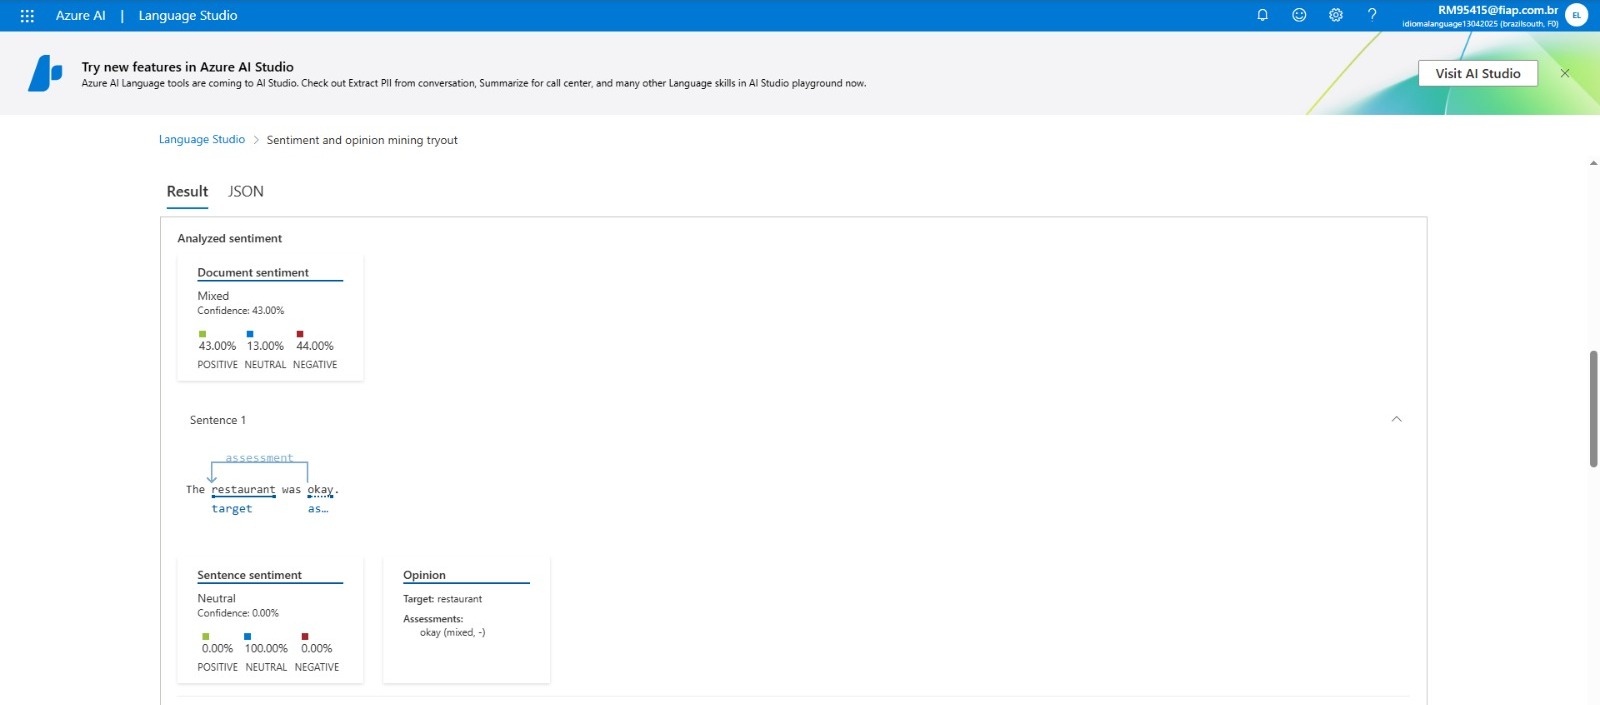 Azure AI | Language Studio
RM95415@fiap.com.br
idiomalanguage13042025 (brazilsouth, F0)
EL
Try new features in Azure AI Studio
Azure AI Language tools are coming to AI Studio. Check out Extract PII from conversation, Summarize for call center, and many other Language skills in AI Studio playground now.
Visit AI Studio
Language Studio > Sentiment and opinion mining tryout
Result JSON
Analyzed sentiment
Document sentiment
Mixed
Confidence: 43.00%
43.00% 13.00% 44.00%
POSITIVE NEUTRAL NEGATIVE
Sentence 1
assessment
The restaurant was okay.
target as…
Sentence sentiment
Neutral
Confidence: 0.00%
0.00% 100.00% 0.00%
POSITIVE NEUTRAL NEGATIVE
Opinion
Target: restaurant
Assessments:
okay (mixed, -)